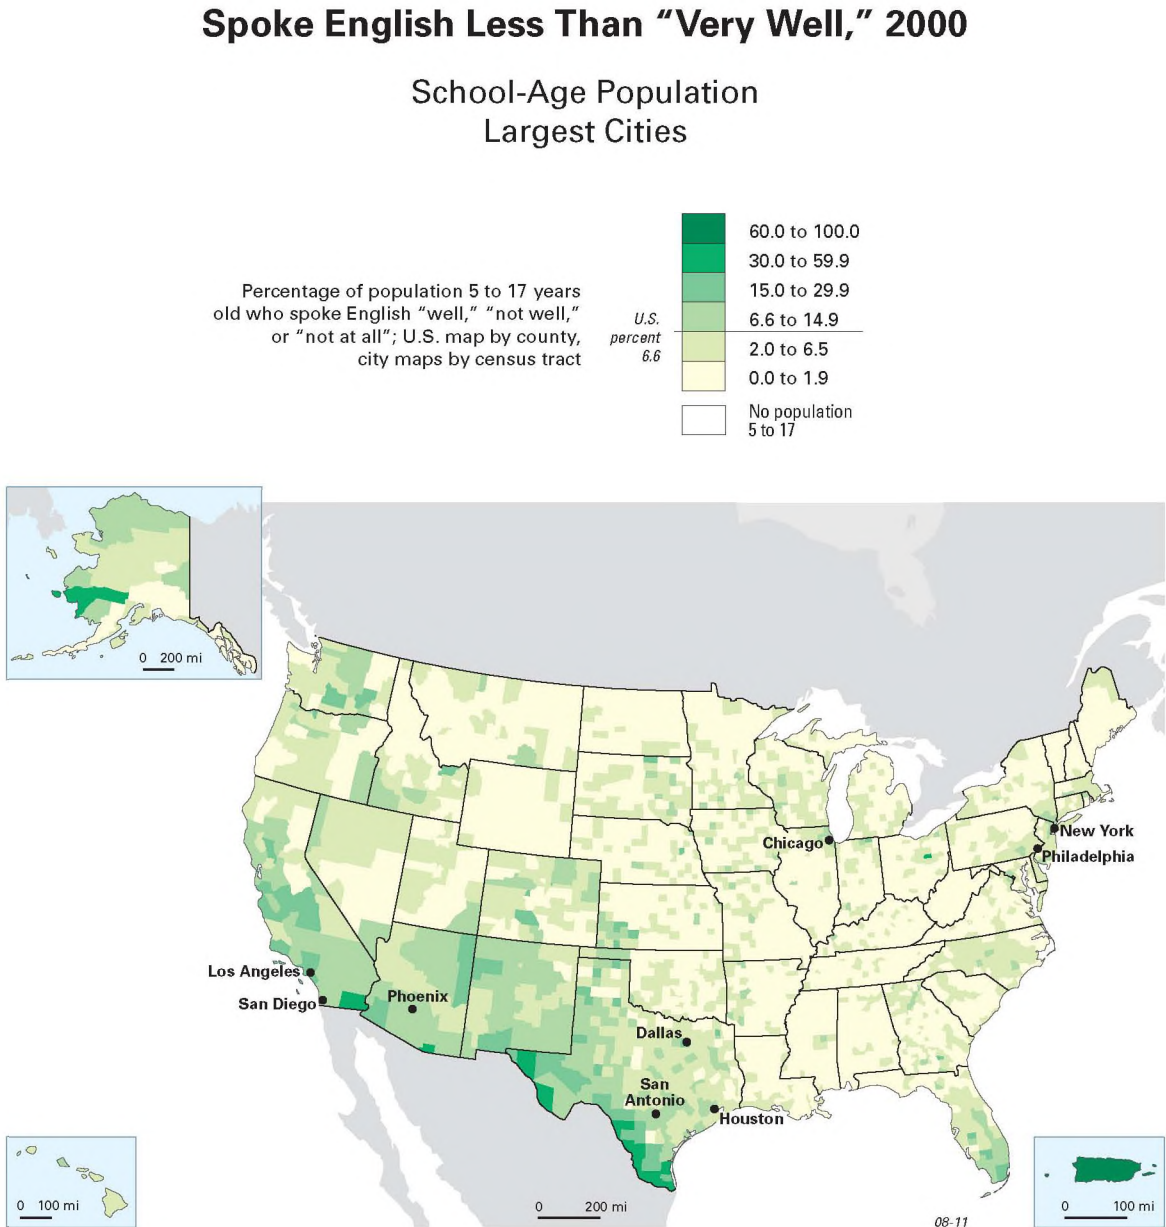 Spoke English Less Than “Very Well,” 2000
School-Age Population
Largest Cities
Percentage of population 5 to 17 years
old who spoke English “well,” “not well,”
or “not at all”; U.S. map by county,
city maps by census tract
U.S.
percent
6.6
60.0 to 100.0
30.0 to 59.9
15.0 to 29.9
6.6 to 14.9
2.0 to 6.5
0.0 to 1.9
No population
5 to 17
0 200 mi
Chicago
New York
Philadelphia
Los Angeles
San Diego
Phoenix
Dallas
San
Antonio
Houston
0 100 mi
0 200 mi
0 100 mi
08-11